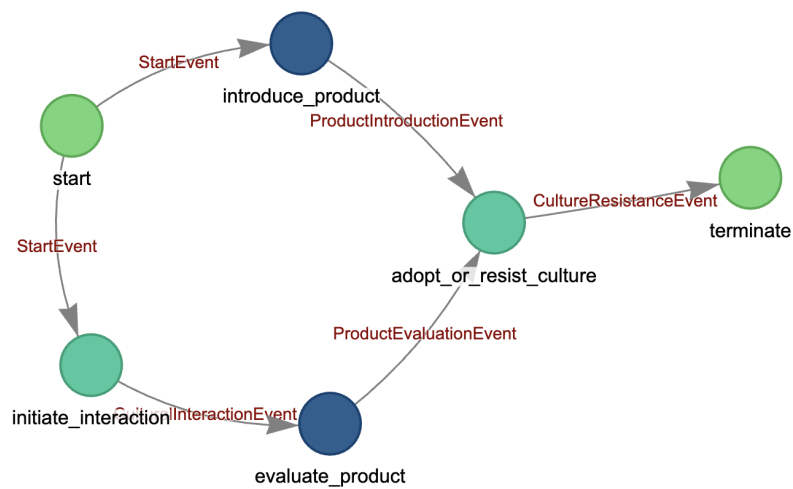 StartEvent
introduce_product
ProductIntroductionEvent
start
CultureResistanceEvent
terminate
StartEvent
adopt_or_resist_culture
ProductEvaluationEvent
initiate_interaction
evaluate_product